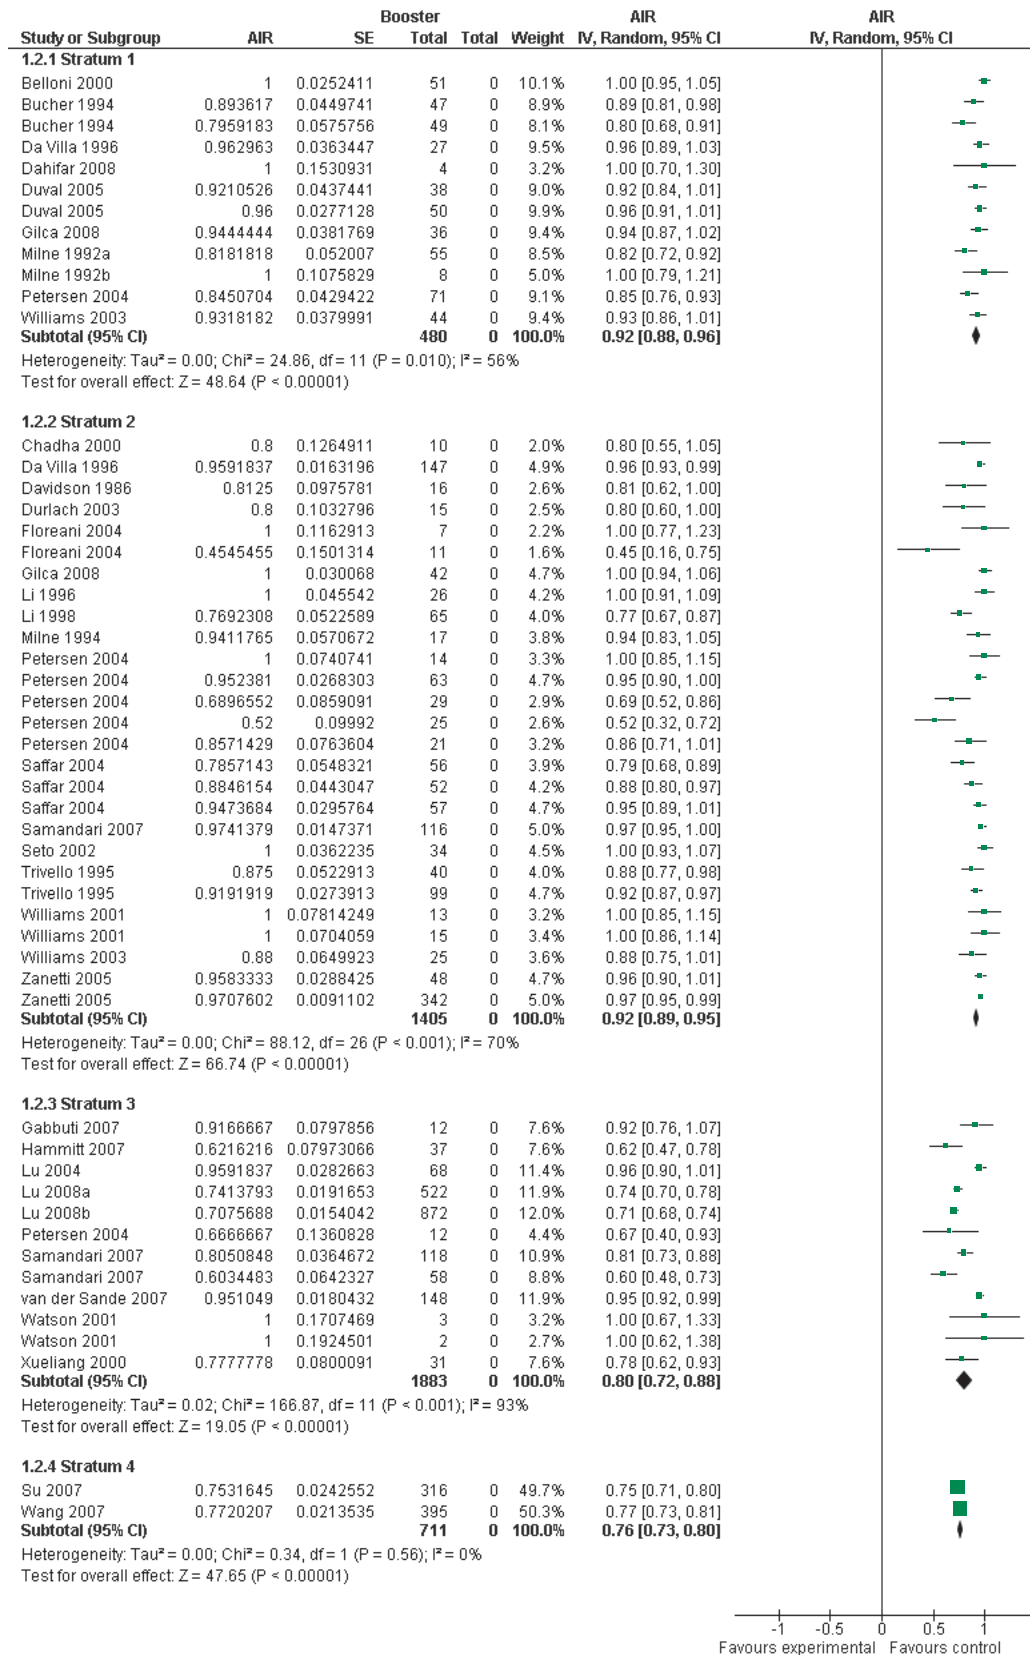 Booster AIR AIR
Study or Subgroup AIR SE Total Total Weight IV, Random, 95% CI IV, Random, 95% CI
1.2.1 Stratum 1
Belloni 2000 1 0.0252411 51 0 10.1% 1.00 [0.95, 1.05]
Bucher 1994 0.893617 0.0449741 47 0 8.9% 0.89 [0.81, 0.98]
Bucher 1994 0.7959183 0.0575756 49 0 8.1% 0.80 [0.68, 0.91]
Da Villa 1996 0.962963 0.0363447 27 0 9.5% 0.96 [0.89, 1.03]
Dahifar 2008 1 0.1530931 4 0 3.2% 1.00 [0.70, 1.30]
Duval 2005 0.9210526 0.0437441 38 0 9.0% 0.92 [0.84, 1.01]
Duval 2005 0.96 0.0277128 50 0 9.9% 0.96 [0.91, 1.01]
Gilca 2008 0.9444444 0.0381769 36 0 9.4% 0.94 [0.87, 1.02]
Milne 1992a 0.8181818 0.052007 55 0 8.5% 0.82 [0.72, 0.92]
Milne 1992b 1 0.1075829 8 0 5.0% 1.00 [0.79, 1.21]
Petersen 2004 0.8450704 0.0429422 71 0 9.1% 0.85 [0.76, 0.93]
Williams 2003 0.9318182 0.0379991 44 0 9.4% 0.93 [0.86, 1.01]
Subtotal (95% CI) 480 0 100.0% 0.92 [0.88, 0.96]
Heterogeneity: Tau² = 0.00; Chi² = 24.86, df = 11 (P = 0.010); I² = 56%
Test for overall effect: Z = 48.64 (P < 0.00001)
1.2.2 Stratum 2
Chadha 2000 0.8 0.1264911 10 0 2.0% 0.80 [0.55, 1.05]
Da Villa 1996 0.9591837 0.0163196 147 0 4.9% 0.96 [0.93, 0.99]
Davidson 1986 0.8125 0.0975781 16 0 2.6% 0.81 [0.62, 1.00]
Durlach 2003 0.8 0.1032796 15 0 2.5% 0.80 [0.60, 1.00]
Floreani 2004 1 0.1162913 7 0 2.2% 1.00 [0.77, 1.23]
Floreani 2004 0.4545455 0.1501314 11 0 1.6% 0.45 [0.16, 0.75]
Gilca 2008 1 0.030068 42 0 4.7% 1.00 [0.94, 1.06]
Li 1996 1 0.045542 26 0 4.2% 1.00 [0.91, 1.09]
Li 1998 0.7692308 0.0522589 65 0 4.0% 0.77 [0.67, 0.87]
Milne 1994 0.9411765 0.0570672 17 0 3.8% 0.94 [0.83, 1.05]
Petersen 2004 1 0.0740741 14 0 3.3% 1.00 [0.85, 1.15]
Petersen 2004 0.952381 0.0268303 63 0 4.7% 0.95 [0.90, 1.00]
Petersen 2004 0.6896552 0.0859091 29 0 2.9% 0.69 [0.52, 0.86]
Petersen 2004 0.52 0.09992 25 0 2.6% 0.52 [0.32, 0.72]
Petersen 2004 0.8571429 0.0763604 21 0 3.2% 0.86 [0.71, 1.01]
Saffar 2004 0.7857143 0.0548321 56 0 3.9% 0.79 [0.68, 0.89]
Saffar 2004 0.8846154 0.0443047 52 0 4.2% 0.88 [0.80, 0.97]
Saffar 2004 0.9473684 0.0295764 57 0 4.7% 0.95 [0.89, 1.01]
Samandari 2007 0.9741379 0.0147371 116 0 5.0% 0.97 [0.95, 1.00]
Seto 2002 1 0.0362235 34 0 4.5% 1.00 [0.93, 1.07]
Trivello 1995 0.875 0.0522913 40 0 4.0% 0.88 [0.77, 0.98]
Trivello 1995 0.9191919 0.0273913 99 0 4.7% 0.92 [0.87, 0.97]
Williams 2001 1 0.07814249 13 0 3.2% 1.00 [0.85, 1.15]
Williams 2001 1 0.0704059 15 0 3.4% 1.00 [0.86, 1.14]
Williams 2003 0.88 0.0649923 25 0 3.6% 0.88 [0.75, 1.01]
Zanetti 2005 0.9583333 0.0288425 48 0 4.7% 0.96 [0.90, 1.01]
Zanetti 2005 0.9707602 0.0091102 342 0 5.0% 0.97 [0.95, 0.99]
Subtotal (95% CI) 1405 0 100.0% 0.92 [0.89, 0.95]
Heterogeneity: Tau² = 0.00; Chi² = 88.12, df = 26 (P < 0.001); I² = 70%
Test for overall effect: Z = 66.74 (P < 0.00001)
1.2.3 Stratum 3
Gabbuti 2007 0.9166667 0.0797856 12 0 7.6% 0.92 [0.76, 1.07]
Hammitt 2007 0.6216216 0.07973066 37 0 7.6% 0.62 [0.47, 0.78]
Lu 2004 0.9591837 0.0282663 68 0 11.4% 0.96 [0.90, 1.01]
Lu 2008a 0.7413793 0.0191653 522 0 11.9% 0.74 [0.70, 0.78]
Lu 2008b 0.7075688 0.0154042 872 0 12.0% 0.71 [0.68, 0.74]
Petersen 2004 0.6666667 0.1360828 12 0 4.4% 0.67 [0.40, 0.93]
Samandari 2007 0.8050848 0.0364672 118 0 10.9% 0.81 [0.73, 0.88]
Samandari 2007 0.6034483 0.0642327 58 0 8.8% 0.60 [0.48, 0.73]
van der Sande 2007 0.951049 0.0180432 148 0 11.9% 0.95 [0.92, 0.99]
Watson 2001 1 0.1707469 3 0 3.2% 1.00 [0.67, 1.33]
Watson 2001 1 0.1924501 2 0 2.7% 1.00 [0.62, 1.38]
Xueliang 2000 0.7777778 0.0800091 31 0 7.6% 0.78 [0.62, 0.93]
Subtotal (95% CI) 1883 0 100.0% 0.80 [0.72, 0.88]
Heterogeneity: Tau² = 0.02; Chi² = 166.87, df = 11 (P < 0.001); I² = 93%
Test for overall effect: Z = 19.05 (P < 0.00001)
1.2.4 Stratum 4
Su 2007 0.7531645 0.0242552 316 0 49.7% 0.75 [0.71, 0.80]
Wang 2007 0.7720207 0.0213535 395 0 50.3% 0.77 [0.73, 0.81]
Subtotal (95% CI) 711 0 100.0% 0.76 [0.73, 0.80]
Heterogeneity: Tau² = 0.00; Chi² = 0.34, df = 1 (P = 0.56); I² = 0%
Test for overall effect: Z = 47.65 (P < 0.00001)
-1 -0.5 0 0.5 1
Favours experimental Favours control